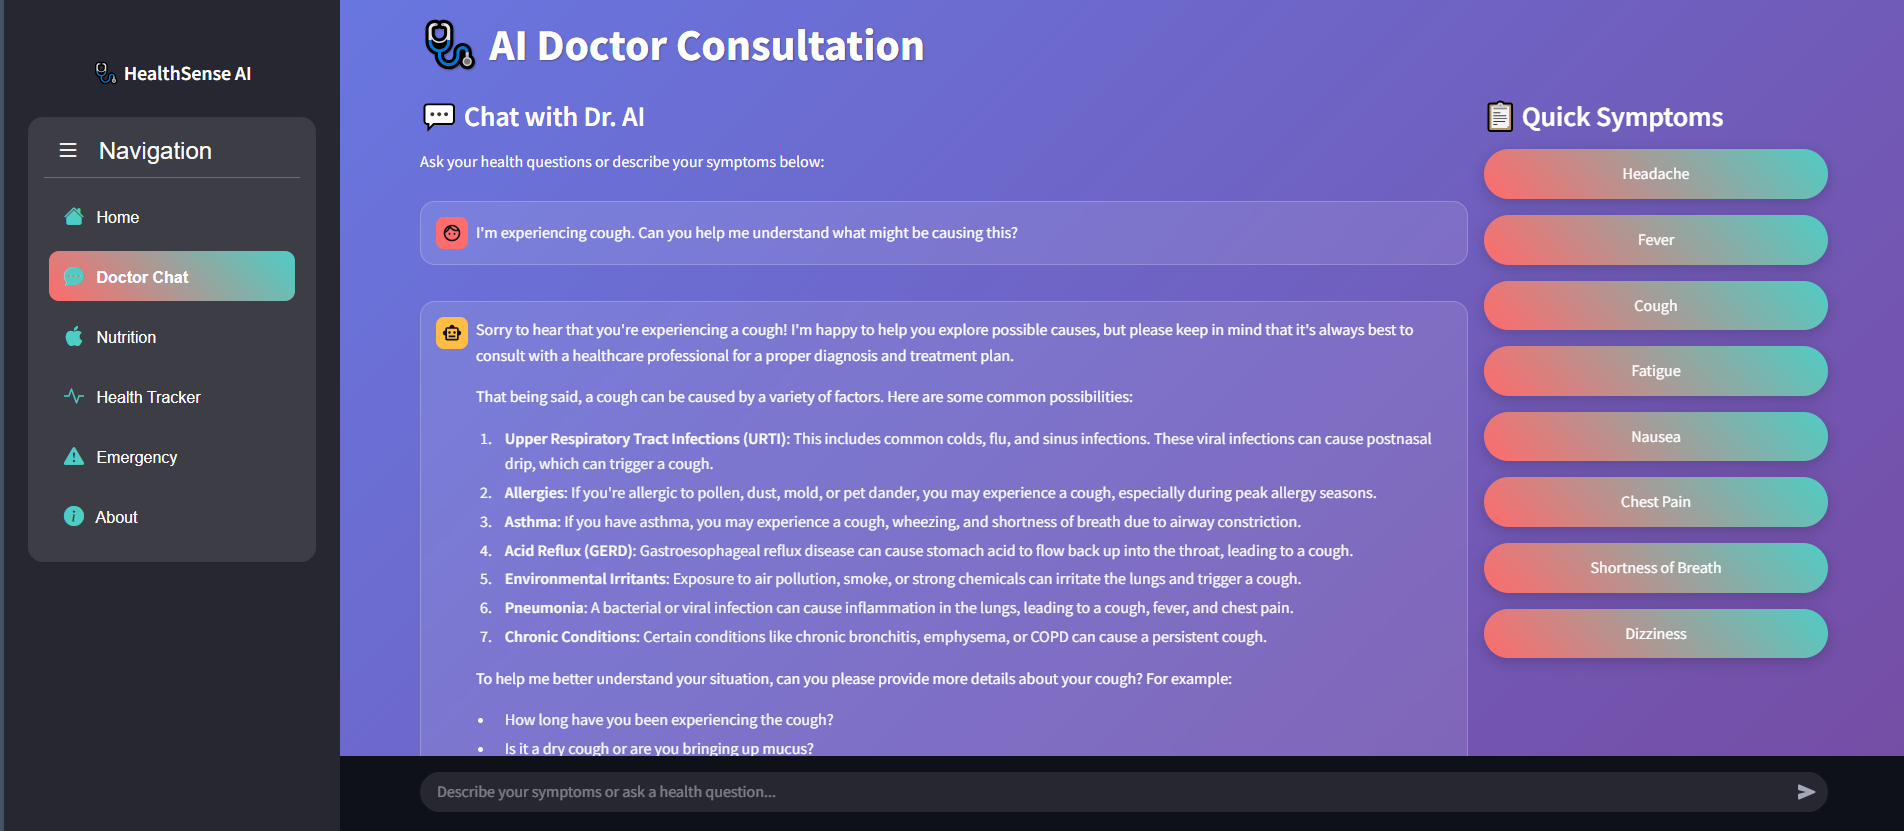 HealthSense AI
Navigation
Home
Doctor Chat
Nutrition
Health Tracker
Emergency
About
AI Doctor Consultation
Chat with Dr. AI
Ask your health questions or describe your symptoms below:
I'm experiencing cough. Can you help me understand what might be causing this?
Sorry to hear that you're experiencing a cough! I'm happy to help you explore possible causes, but please keep in mind that it's always best to
consult with a healthcare professional for a proper diagnosis and treatment plan.
That being said, a cough can be caused by a variety of factors. Here are some common possibilities:
1. Upper Respiratory Tract Infections (URTI): This includes common colds, flu, and sinus infections. These viral infections can cause postnasal
drip, which can trigger a cough.
2. Allergies: If you're allergic to pollen, dust, mold, or pet dander, you may experience a cough, especially during peak allergy seasons.
3. Asthma: If you have asthma, you may experience a cough, wheezing, and shortness of breath due to airway constriction.
4. Acid Reflux (GERD): Gastroesophageal reflux disease can cause stomach acid to flow back up into the throat, leading to a cough.
5. Environmental Irritants: Exposure to air pollution, smoke, or strong chemicals can irritate the lungs and trigger a cough.
6. Pneumonia: A bacterial or viral infection can cause inflammation in the lungs, leading to a cough, fever, and chest pain.
7. Chronic Conditions: Certain conditions like chronic bronchitis, emphysema, or COPD can cause a persistent cough.
To help me better understand your situation, can you please provide more details about your cough? For example:
• How long have you been experiencing the cough?
• Is it a dry cough or are you bringing up mucus?
Describe your symptoms or ask a health question...
Quick Symptoms
Headache
Fever
Cough
Fatigue
Nausea
Chest Pain
Shortness of Breath
Dizziness